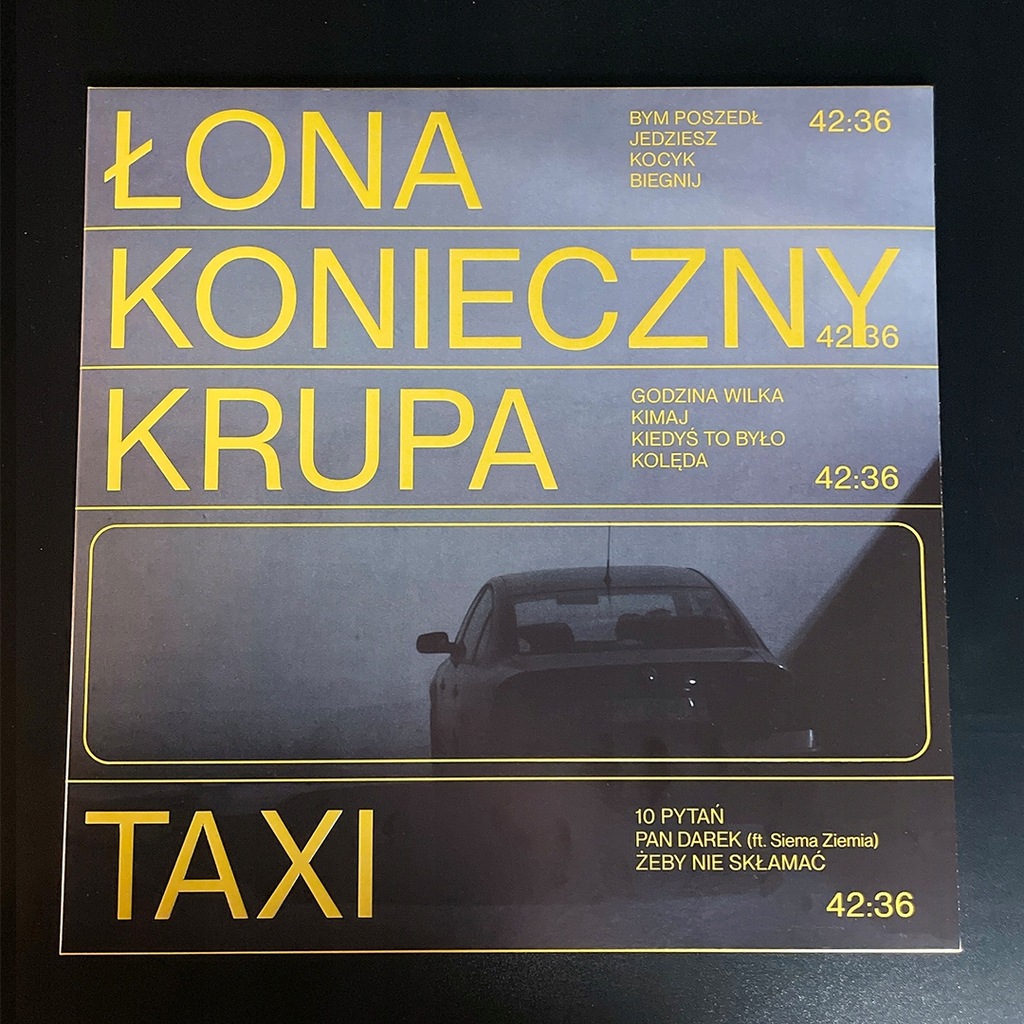 ŁONA
BYM POSZEDŁ
JEDZIESZ
KOCYK
BIEGNIJ
42:36
KONIECZNY
42:36
KRUPA
GODZINA WILKA
KIMAJ
KIEDYŚ TO BYŁO
KOLĘDA
42:36
TAXI
10 PYTAŃ
PAN DAREK (ft. Siema Ziemia)
ŻEBY NIE SKŁAMAĆ
42:36